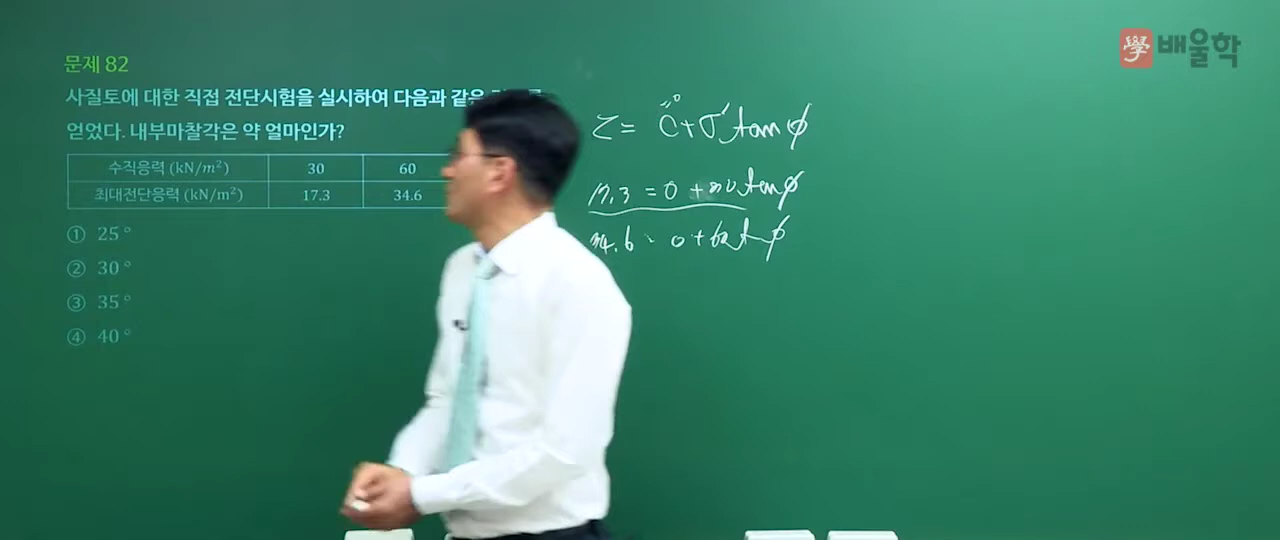 學 배울학
문제 82
사질토에 대한 직접 전단시험을 실시하여 다음과 같은
얻었다. 내부마찰각은 약 얼마인가?
수직응력 (kN/m²) 30 60
최대전단응력 (kN/m²) 17.3 34.6
① 25°
② 30°
③ 35°
④ 40°
τ = C + σ' tan φ
17.3 = 0 + 30 tan φ
34.6 = 0 + 60 t φ